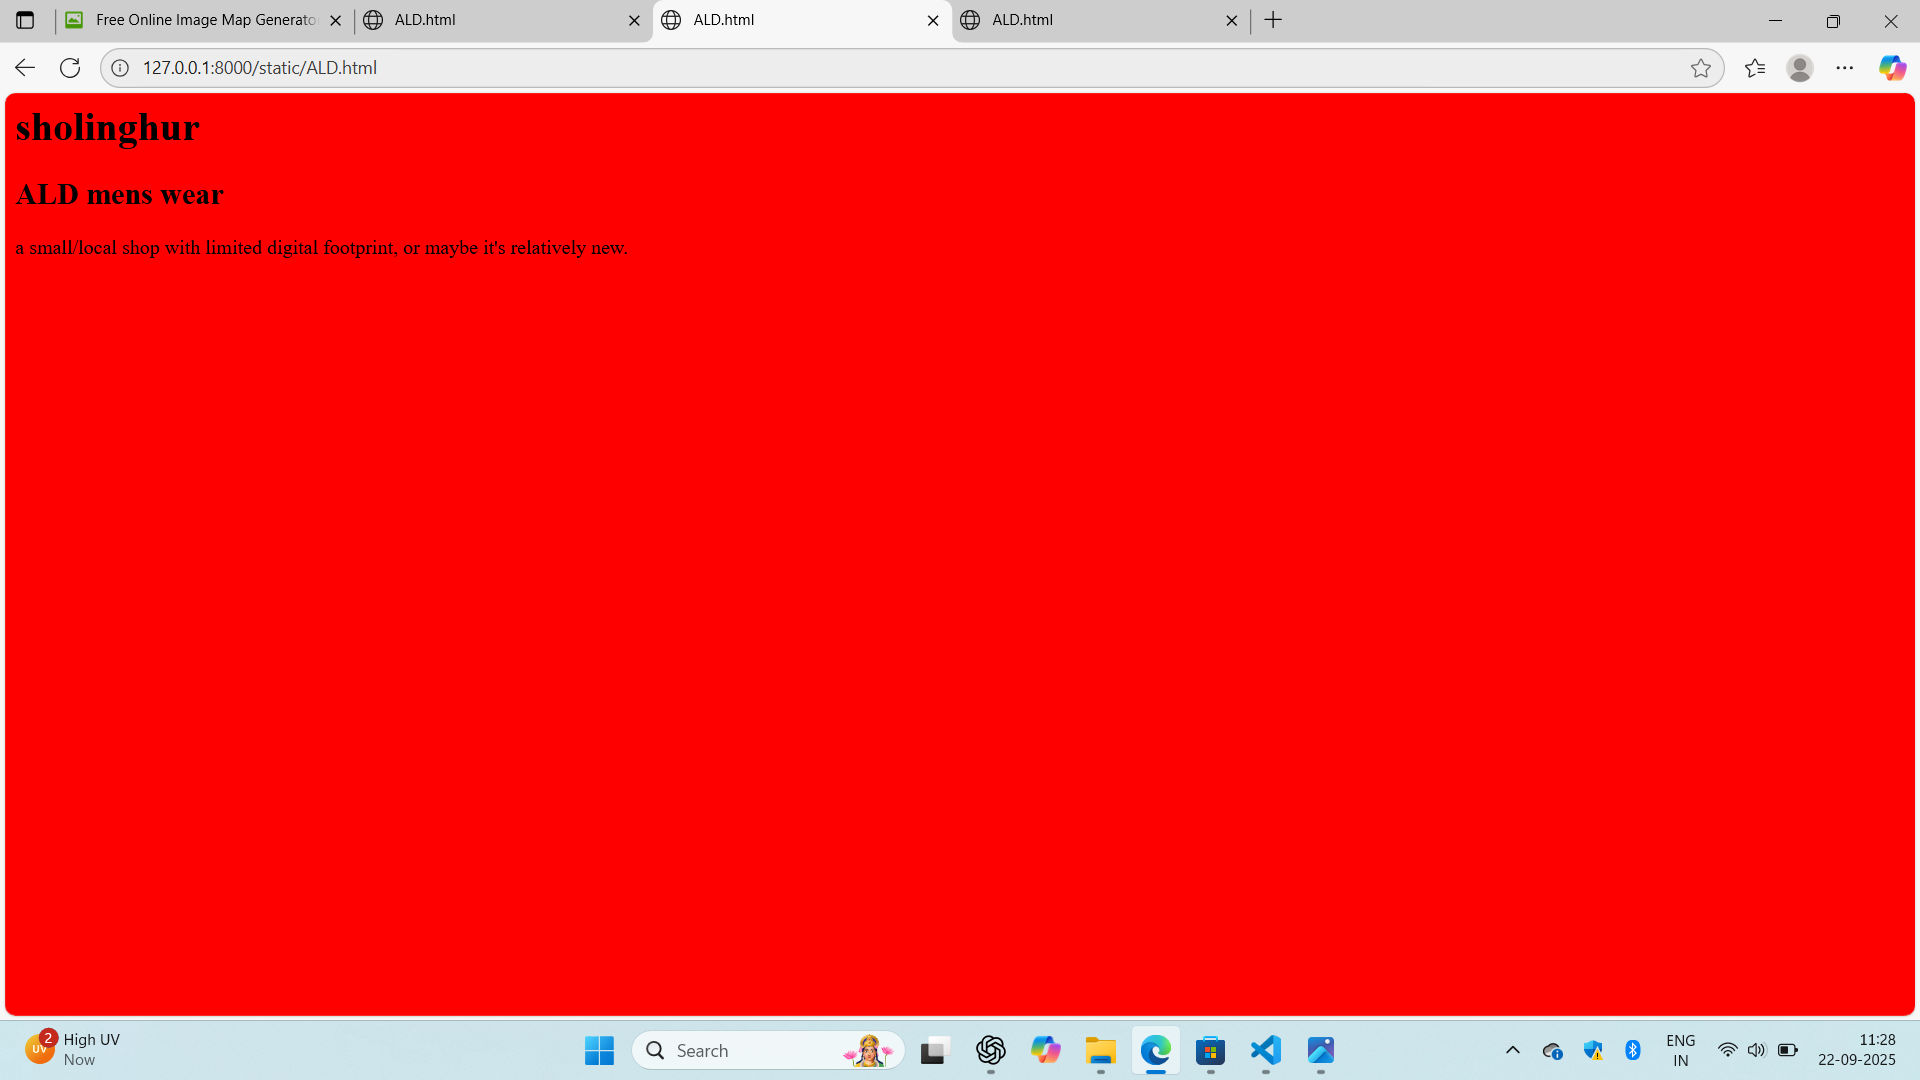 Free Online Image Map Generato
ALD.html
ALD.html
ALD.html
127.0.0.1:8000/static/ALD.html
sholinghur
ALD mens wear
a small/local shop with limited digital footprint, or maybe it's relatively new.
UV
2
High UV
Now
Search
ENG
IN
11:28
22-09-2025